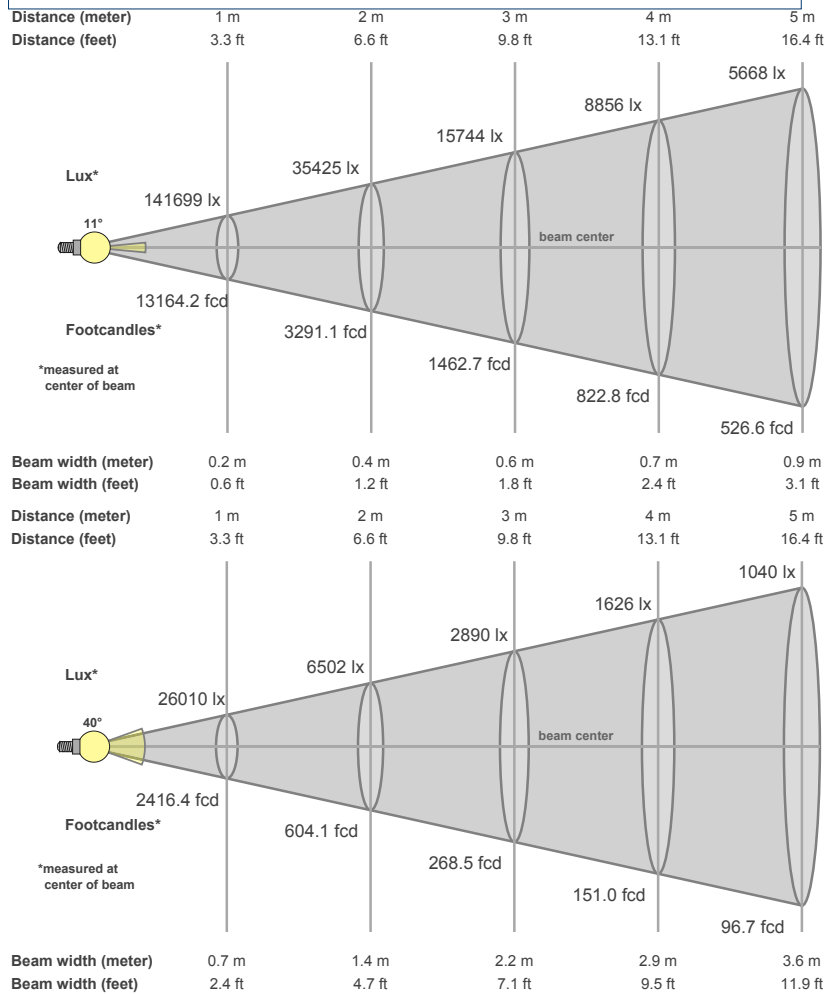 Distance (meter) 1 m 2 m 3 m 4 m 5 m
Distance (feet) 3.3 ft 6.6 ft 9.8 ft 13.1 ft 16.4 ft
5668 lx
8856 lx
15744 lx
35425 lx
Lux*
141699 lx
11°
beam center
13164.2 fcd
Footcandles*
3291.1 fcd
1462.7 fcd
*measured at
center of beam
822.8 fcd
526.6 fcd
Beam width (meter) 0.2 m 0.4 m 0.6 m 0.7 m 0.9 m
Beam width (feet) 0.6 ft 1.2 ft 1.8 ft 2.4 ft 3.1 ft
Distance (meter) 1 m 2 m 3 m 4 m 5 m
Distance (feet) 3.3 ft 6.6 ft 9.8 ft 13.1 ft 16.4 ft
1040 lx
1626 lx
2890 lx
6502 lx
Lux*
26010 lx
40°
beam center
2416.4 fcd
Footcandles*
604.1 fcd
268.5 fcd
*measured at
center of beam
151.0 fcd
96.7 fcd
Beam width (meter) 0.7 m 1.4 m 2.2 m 2.9 m 3.6 m
Beam width (feet) 2.4 ft 4.7 ft 7.1 ft 9.5 ft 11.9 ft